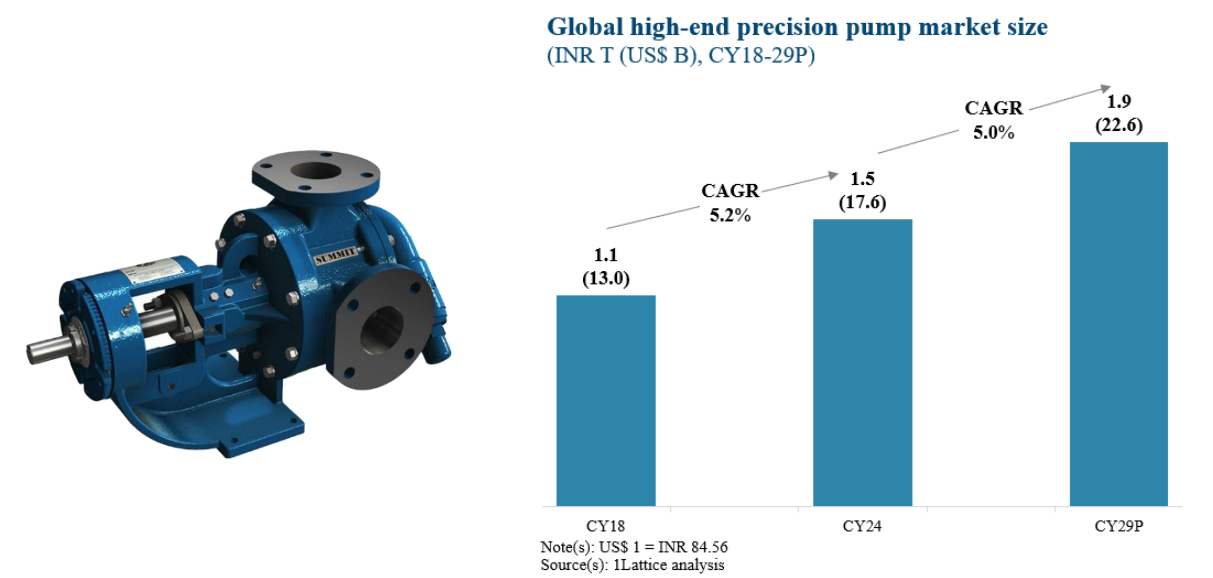 Global high-end precision pump market size
(INR T (US$ B), CY18-29P)
SUMMIT
CAGR
5.2%
CAGR
5.0%
1.1
(13.0)
1.5
(17.6)
1.9
(22.6)
CY18
CY24
CY29P
Note(s): US$ 1 = INR 84.56
Source(s): 1Lattice analysis